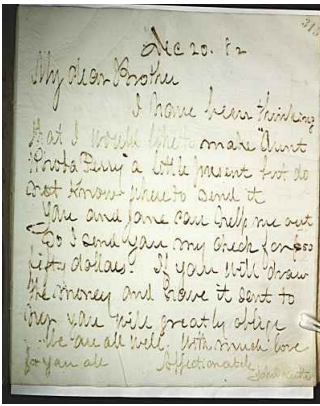 315
Dec 20. 82
My dear Brother
I have been thinking
that I would like to make "Aunt
Rhoda Perry" a little present but do
not know where to send it
You and Jane can help me out
So I send you my check for $50
fifty dollars. If you will draw
the money and have it sent to
her you will greatly oblige
We are all well. With much love
for you all Affectionately
John